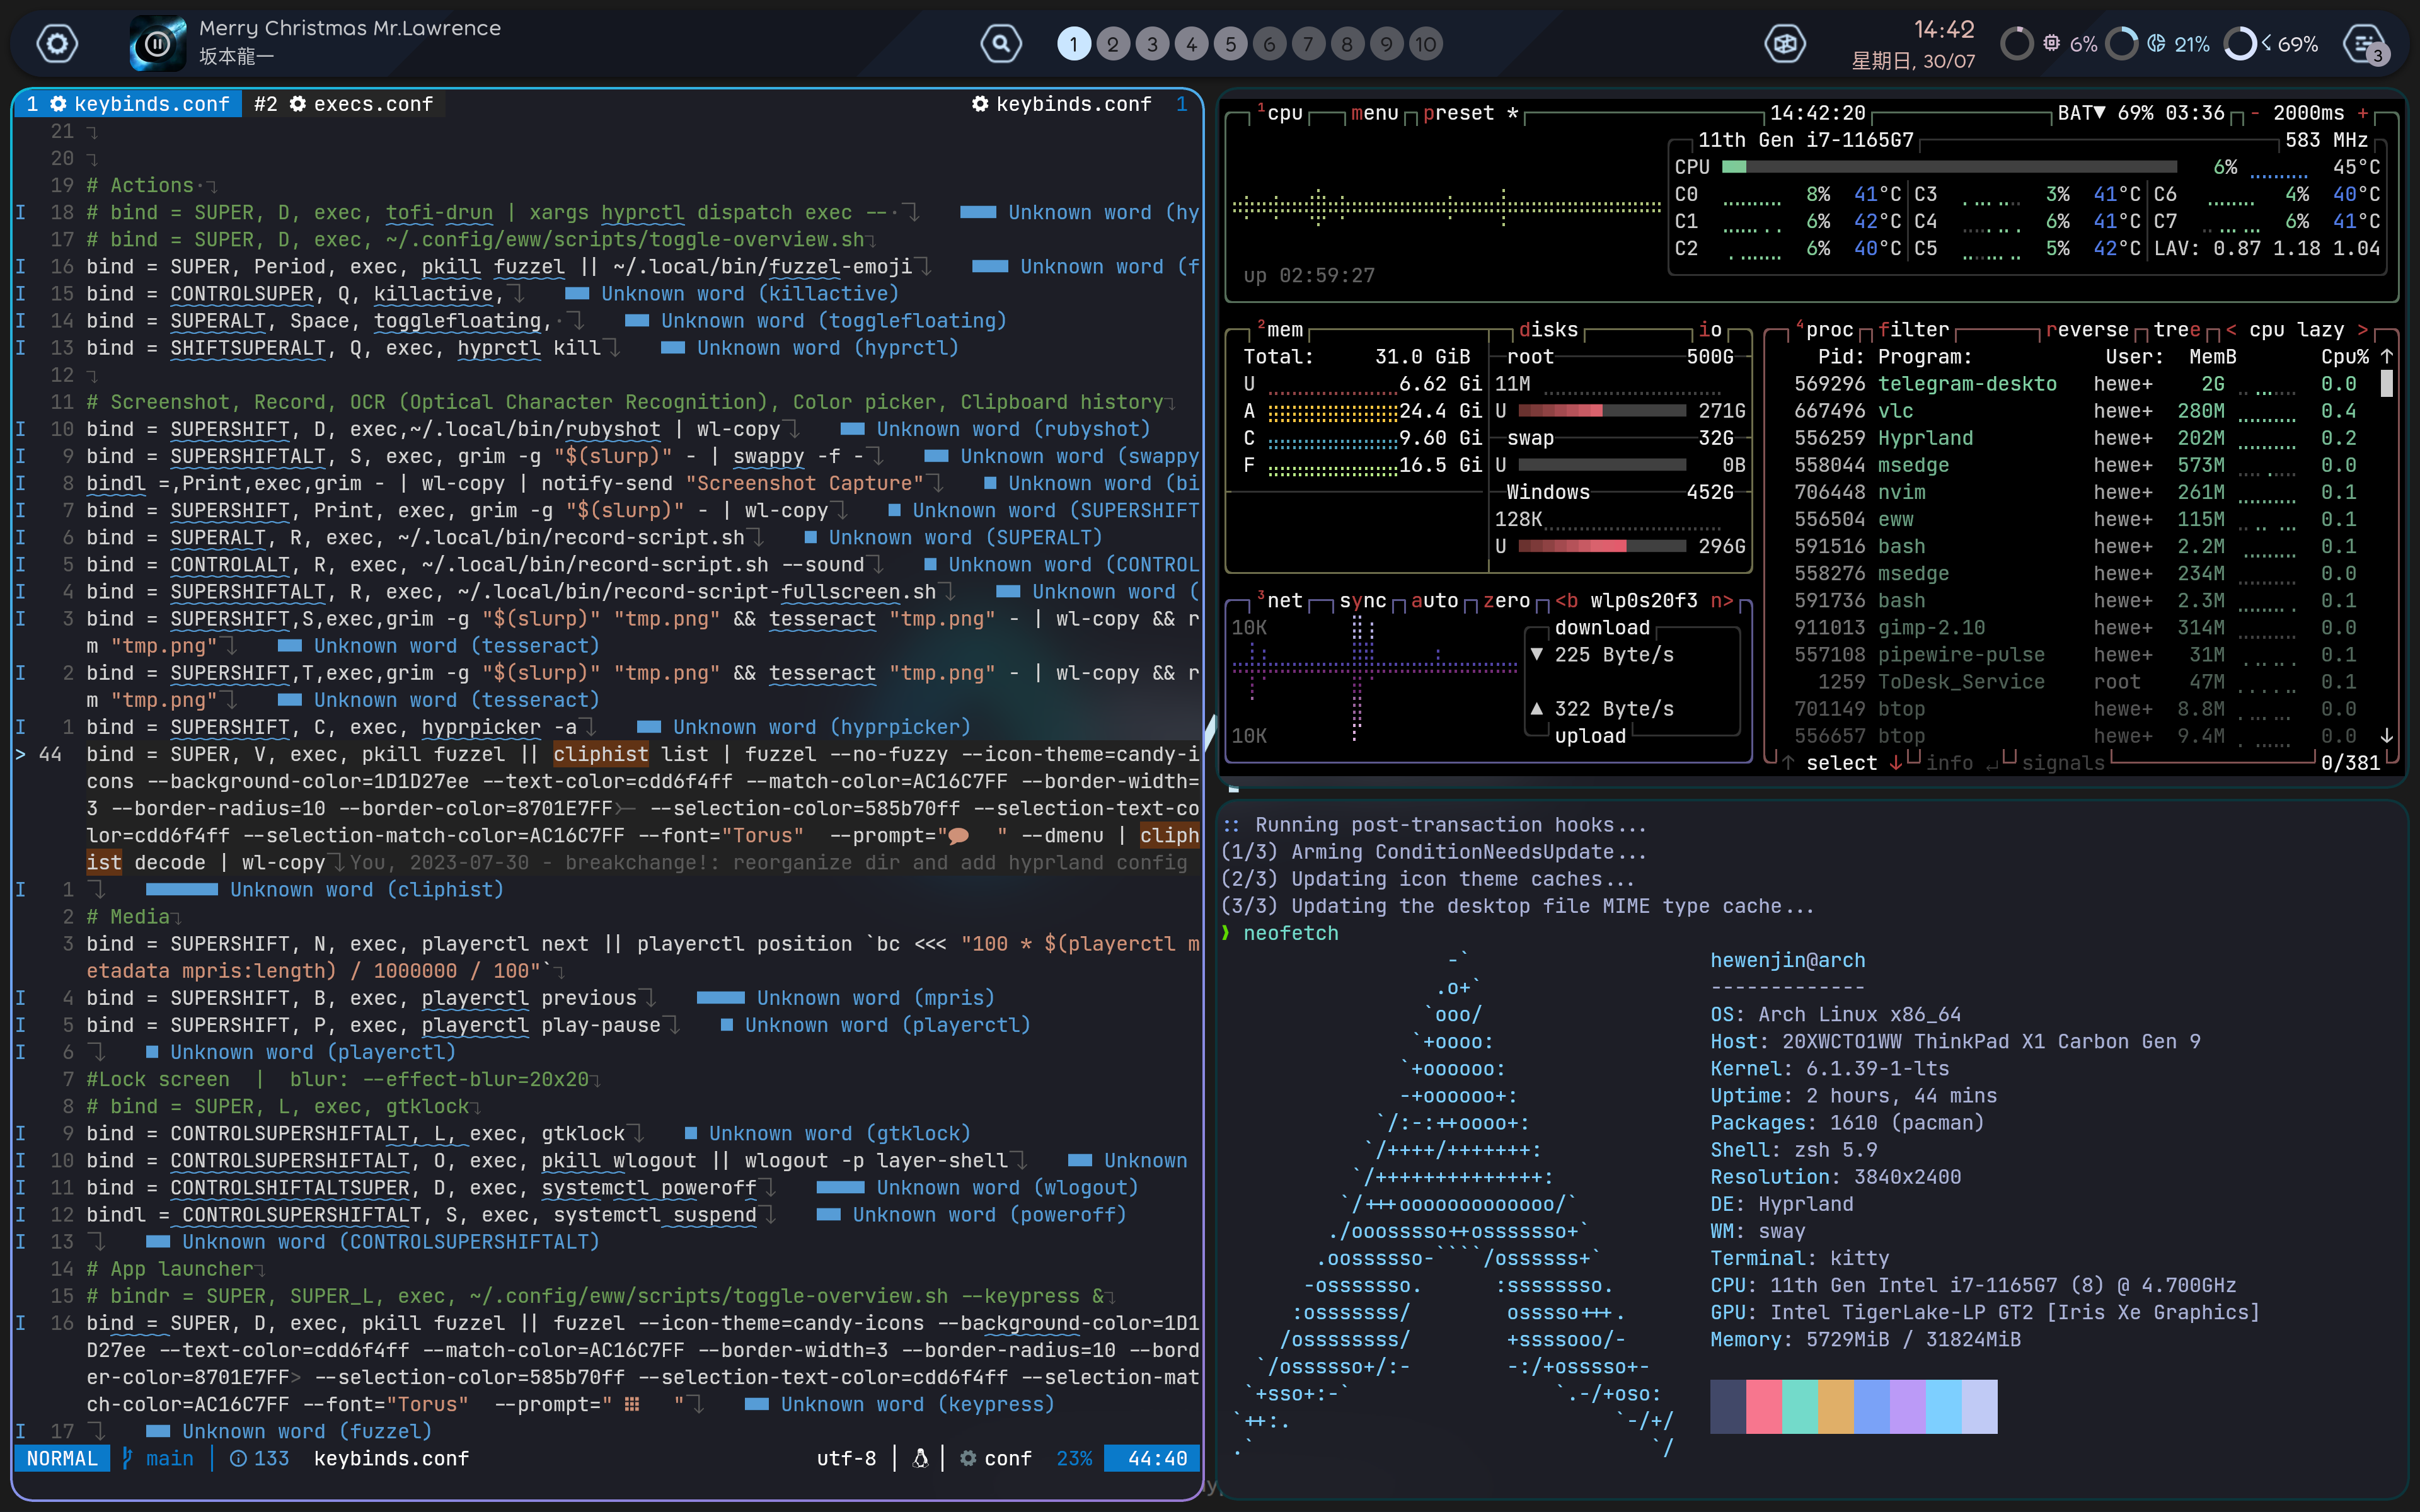 Merry Christmas Mr.Lawrence
坂本龍一
1 2 3 4 5 6 7 8 9 10
14:42
星期日, 30/07
6% 21% 69%
3
1 keybinds.conf #2 execs.conf keybinds.conf 1
21
20
19 # Actions
I 18 # bind = SUPER, D, exec, tofi-drun | xargs hyprctl dispatch exec -- Unknown word (hy
17 # bind = SUPER, D, exec, ~/.config/eww/scripts/toggle-overview.sh
I 16 bind = SUPER, Period, exec, pkill fuzzel || ~/.local/bin/fuzzel-emoji Unknown word (f
I 15 bind = CONTROLSUPER, Q, killactive, Unknown word (killactive)
I 14 bind = SUPERALT, Space, togglefloating, Unknown word (togglefloating)
I 13 bind = SHIFTSUPERALT, Q, exec, hyprctl kill Unknown word (hyprctl)
12
11 # Screenshot, Record, OCR (Optical Character Recognition), Color picker, Clipboard history
I 10 bind = SUPERSHIFT, D, exec,~/.local/bin/rubyshot | wl-copy Unknown word (rubyshot)
I 9 bind = SUPERSHIFTALT, S, exec, grim -g "$(slurp)" - | swappy -f - Unknown word (swappy
I 8 bindl =,Print,exec,grim - | wl-copy | notify-send "Screenshot Capture" Unknown word (bi
I 7 bind = SUPERSHIFT, Print, exec, grim -g "$(slurp)" - | wl-copy Unknown word (SUPERSHIFT
I 6 bind = SUPERALT, R, exec, ~/.local/bin/record-script.sh Unknown word (SUPERALT)
I 5 bind = CONTROLALT, R, exec, ~/.local/bin/record-script.sh --sound Unknown word (CONTROL
I 4 bind = SUPERSHIFTALT, R, exec, ~/.local/bin/record-script-fullscreen.sh Unknown word (
I 3 bind = SUPERSHIFT,S,exec,grim -g "$(slurp)" "tmp.png" && tesseract "tmp.png" - | wl-copy && r
m "tmp.png" Unknown word (tesseract)
I 2 bind = SUPERSHIFT,T,exec,grim -g "$(slurp)" "tmp.png" && tesseract "tmp.png" - | wl-copy && r
m "tmp.png" Unknown word (tesseract)
I 1 bind = SUPERSHIFT, C, exec, hyprpicker -a Unknown word (hyprpicker)
> 44 bind = SUPER, V, exec, pkill fuzzel || cliphist list | fuzzel --no-fuzzy --icon-theme=candy-i
cons --background-color=1D1D27ee --text-color=cdd6f4ff --match-color=AC16C7FF --border-width=
3 --border-radius=10 --border-color=8701E7FF --selection-color=585b70ff --selection-text-co
lor=cdd6f4ff --selection-match-color=AC16C7FF --font="Torus" --prompt=" " --dmenu | cliph
ist decode | wl-copy You, 2023-07-30 - breakchange!: reorganize dir and add hyprland config
I 1 Unknown word (cliphist)
2 # Media
3 bind = SUPERSHIFT, N, exec, playerctl next || playerctl position `bc <<< "100 * $(playerctl m
etadata mpris:length) / 1000000 / 100"`
I 4 bind = SUPERSHIFT, B, exec, playerctl previous Unknown word (mpris)
I 5 bind = SUPERSHIFT, P, exec, playerctl play-pause Unknown word (playerctl)
I 6 Unknown word (playerctl)
7 #Lock screen | blur: --effect-blur=20x20
8 # bind = SUPER, L, exec, gtklock
I 9 bind = CONTROLSUPERSHIFTALT, L, exec, gtklock Unknown word (gtklock)
I 10 bind = CONTROLSUPERSHIFTALT, O, exec, pkill wlogout || wlogout -p layer-shell Unknown
I 11 bind = CONTROLSHIFTALTSUPER, D, exec, systemctl poweroff Unknown word (wlogout)
I 12 bindl = CONTROLSUPERSHIFTALT, S, exec, systemctl suspend Unknown word (poweroff)
I 13 Unknown word (CONTROLSUPERSHIFTALT)
14 # App launcher
15 # bindr = SUPER, SUPER_L, exec, ~/.config/eww/scripts/toggle-overview.sh --keypress &
I 16 bind = SUPER, D, exec, pkill fuzzel || fuzzel --icon-theme=candy-icons --background-color=1D1
D27ee --text-color=cdd6f4ff --match-color=AC16C7FF --border-width=3 --border-radius=10 --bord
er-color=8701E7FF> --selection-color=585b70ff --selection-text-color=cdd6f4ff --selection-mat
ch-color=AC16C7FF --font="Torus" --prompt=" " Unknown word (keypress)
I 17 Unknown word (fuzzel)
NORMAL main 133 keybinds.conf utf-8 conf 23% 44:40
1cpu menu preset * 14:42:20 BAT▼ 69% 03:36 - 2000ms +
11th Gen i7-1165G7 583 MHz
CPU 6% 45°C
C0 8% 41°C C3 3% 41°C C6 4% 40°C
C1 6% 42°C C4 6% 41°C C7 6% 41°C
C2 6% 40°C C5 5% 42°C LAV: 0.87 1.18 1.04
up 02:59:27
2mem
Total: 31.0 GiB
U 6.62 Gi
A 24.4 Gi
C 9.60 Gi
F 16.5 Gi
disks io
root 500G
11M
U 271G
swap 32G
U 0B
Windows 452G
128K
U 296G
3net sync auto zero <b wlp0s20f3 n>
10K
download
▼ 225 Byte/s
▲ 322 Byte/s
10K
upload
4proc filter reverse tree < cpu lazy >
Pid: Program: User: MemB Cpu% ↑
569296 telegram-deskto hewe+ 2G 0.0
667496 vlc hewe+ 280M 0.4
556259 Hyprland hewe+ 202M 0.2
558044 msedge hewe+ 573M 0.0
706448 nvim hewe+ 261M 0.1
556504 eww hewe+ 115M 0.1
591516 bash hewe+ 2.2M 0.1
558276 msedge hewe+ 234M 0.0
591736 bash hewe+ 2.3M 0.1
911013 gimp-2.10 hewe+ 314M 0.0
557108 pipewire-pulse hewe+ 31M 0.1
1259 ToDesk_Service root 47M 0.1
701149 btop hewe+ 8.8M 0.0
556657 btop hewe+ 9.4M 0.0 ↓
↑ select ↓ info ↵ signals 0/381
:: Running post-transaction hooks...
(1/3) Arming ConditionNeedsUpdate...
(2/3) Updating icon theme caches...
(3/3) Updating the desktop file MIME type cache...
❯ neofetch
-`
.o+`
`ooo/
`+oooo:
`+oooooo:
-+oooooo+:
`/:-:++oooo+:
`/++++/+++++++:
`/++++++++++++++:
`/+++ooooooooooooo/`
./ooosssso++osssssso+`
.oossssso-````/ossssss+`
-osssssso. :ssssssso.
:osssssss/ osssso+++.
/ossssssss/ +ssssooo/-
`/ossssso+/:- -:/+osssso+-
`+sso+:-` `.-/+oso:
`++:. `-/+/
.` `/
hewenjin@arch
-------------
OS: Arch Linux x86_64
Host: 20XWCTO1WW ThinkPad X1 Carbon Gen 9
Kernel: 6.1.39-1-lts
Uptime: 2 hours, 44 mins
Packages: 1610 (pacman)
Shell: zsh 5.9
Resolution: 3840x2400
DE: Hyprland
WM: sway
Terminal: kitty
CPU: 11th Gen Intel i7-1165G7 (8) @ 4.700GHz
GPU: Intel TigerLake-LP GT2 [Iris Xe Graphics]
Memory: 5729MiB / 31824MiB